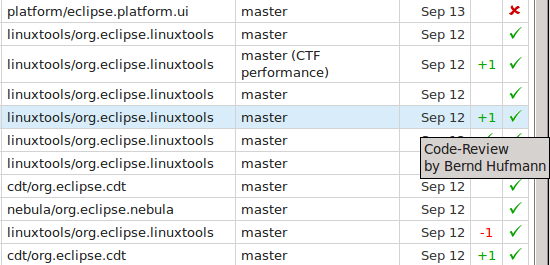 platform/eclipse.platform.ui master Sep 13
linuxtools/org.eclipse.linuxtools master Sep 12
linuxtools/org.eclipse.linuxtools master (CTF performance) Sep 12 +1
linuxtools/org.eclipse.linuxtools master Sep 12
linuxtools/org.eclipse.linuxtools master Sep 12 +1
linuxtools/org.eclipse.linuxtools master
Code-Review
by Bernd Hufmann
linuxtools/org.eclipse.linuxtools master
cdt/org.eclipse.cdt master Sep 12
nebula/org.eclipse.nebula master Sep 12
linuxtools/org.eclipse.linuxtools master Sep 12 -1
cdt/org.eclipse.cdt master Sep 12 +1